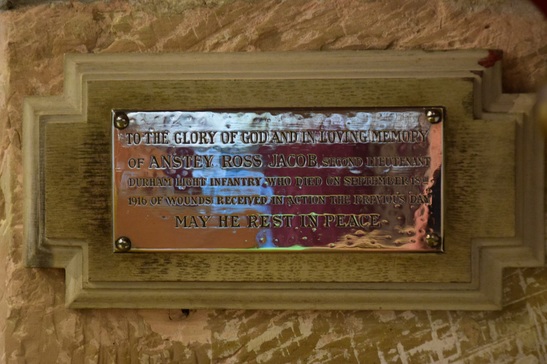 TO THE GLORY OF GOD AND IN LOVING MEMORY
OF ANSTEY ROSS JACOB, SECOND LIEUTENANT
DURHAM LIGHT INFANTRY, WHO DIED ON SEPTEMBER
1916, OF WOUNDS RECEIVED IN ACTION THE PREVIOUS DAY
MAY HE REST IN PEACE